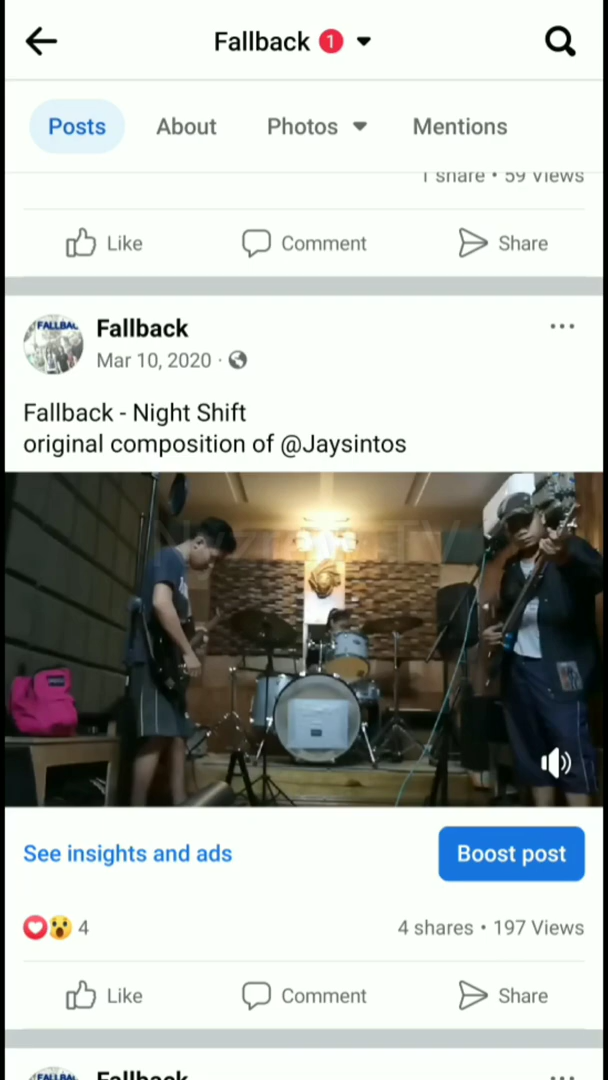 Fallback 1
Posts About Photos Mentions
1 share • 59 Views
Like Comment Share
FALLBAC
Fallback
Mar 10, 2020 ·
Fallback - Night Shift
original composition of @Jaysintos
See insights and ads Boost post
4 4 shares • 197 Views
Like Comment Share
Fallback